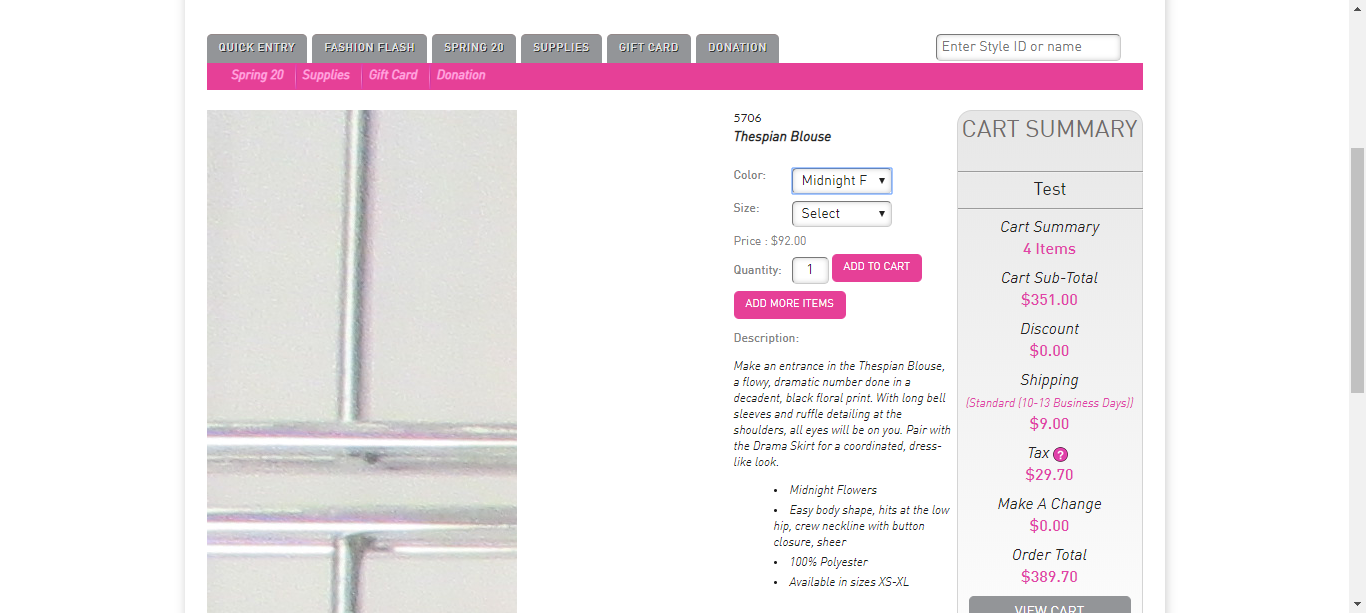 QUICK ENTRY
FASHION FLASH
SPRING 20
SUPPLIES
GIFT CARD
DONATION
Enter Style ID or name
Spring 20
Supplies
Gift Card
Donation
5706
Thespian Blouse
Color:
Midnight F
Size:
Select
Price : $92.00
Quantity:
1
ADD TO CART
ADD MORE ITEMS
Description:
Make an entrance in the Thespian Blouse,
a flowy, dramatic number done in a
decadent, black floral print. With long bell
sleeves and ruffle detailing at the
shoulders, all eyes will be on you. Pair with
the Drama Skirt for a coordinated, dress-
like look.
• Midnight Flowers
• Easy body shape, hits at the low
hip, crew neckline with button
closure, sheer
• 100% Polyester
• Available in sizes XS-XL
CART SUMMARY
Test
Cart Summary
4 Items
Cart Sub-Total
$351.00
Discount
$0.00
Shipping
(Standard (10-13 Business Days))
$9.00
Tax ?
$29.70
Make A Change
$0.00
Order Total
$389.70
VIEW CART